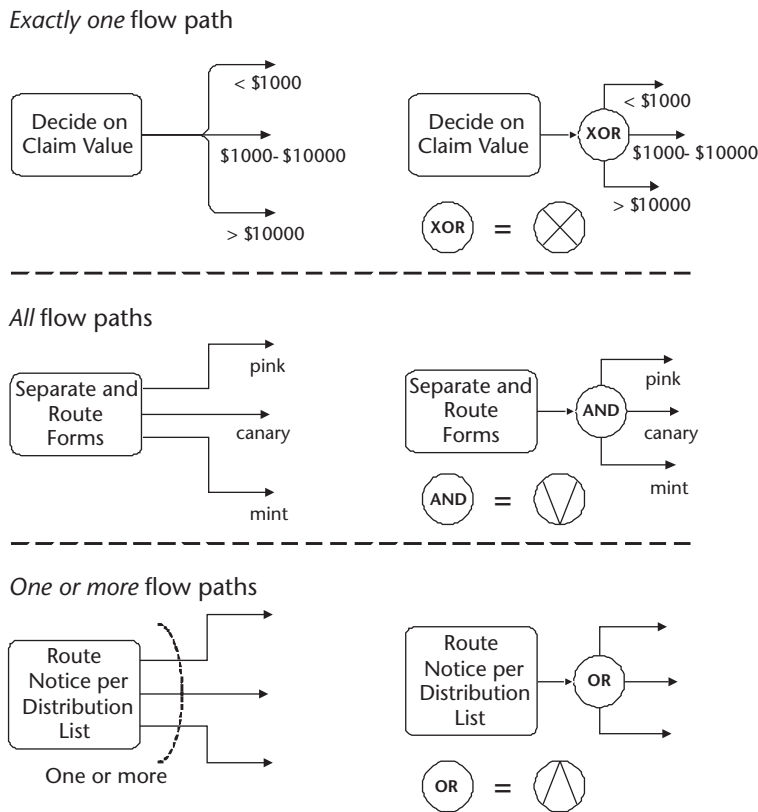 Exactly one flow path
Decide on
Claim Value
< $1000
$1000- $10000
> $10000
Decide on
Claim Value
XOR
< $1000
$1000- $10000
> $10000
XOR
=
All flow paths
Separate and
Route
Forms
pink
canary
mint
Separate and
Route
Forms
AND
pink
canary
mint
AND
=
One or more flow paths
Route
Notice per
Distribution
List
One or more
Route
Notice per
Distribution
List
OR
OR
=